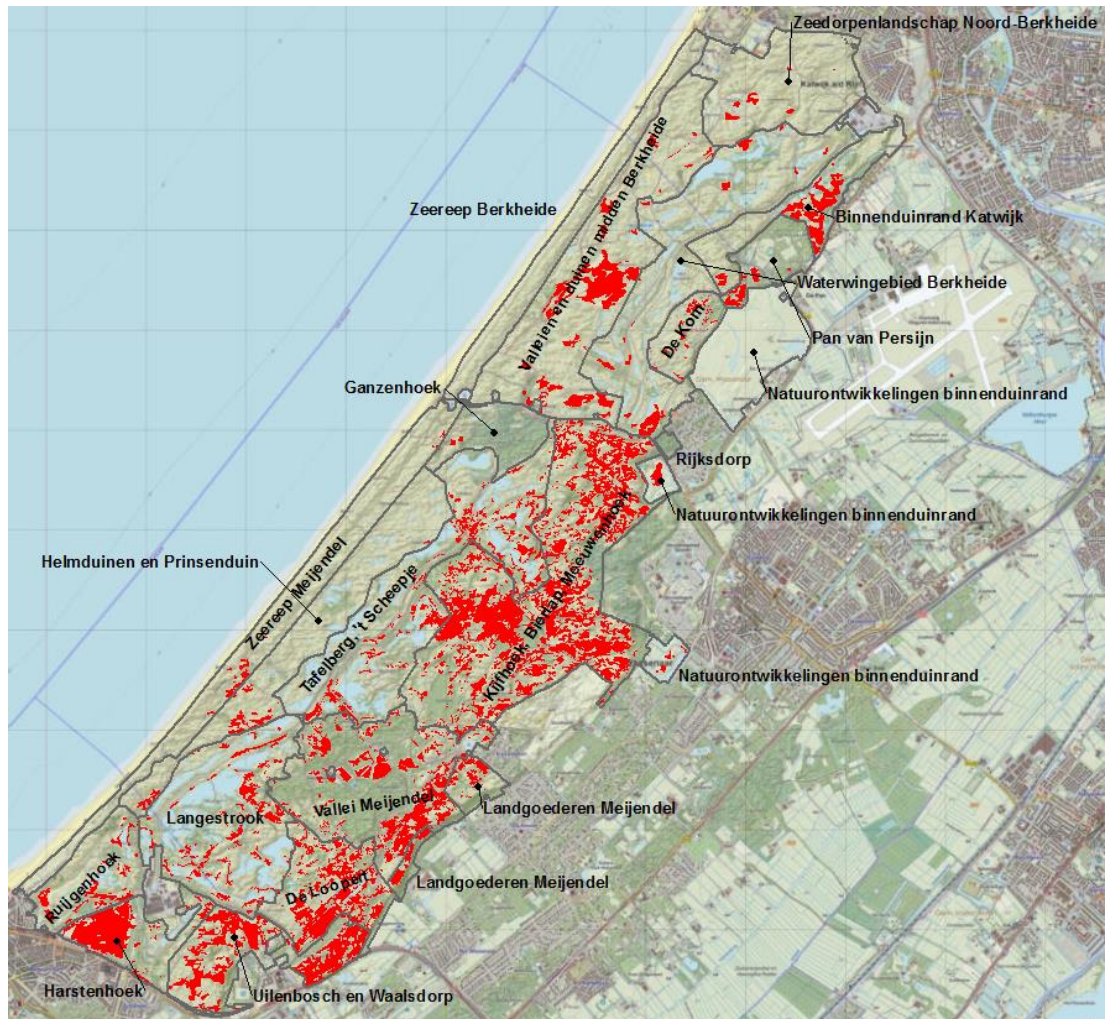 Zeedorpenlandschap Noord-Berkheide
Valleien en duinen midden Berkheide
Zeereep Berkheide
Binnenduinrand Katwijk
Waterwingebied Berkheide
De Kom
Pan van Persijn
Ganzenhoek
Natuurontwikkelingen binnenduinrand
Rijksdorp
Natuurontwikkelingen binnenduinrand
Helmduinen en Prinsenduin
Zeereep Meijendel
Tafelberg, 't Scheepje
Kijfhoek, Bierlap Meeuwenhoek
Natuurontwikkelingen binnenduinrand
Vallei Meijendel
Landgoederen Meijendel
Langestrook
Ruijgenhoek
De Loopert
Landgoederen Meijendel
Harstenhoek
Uilenbosch en Waalsdorp